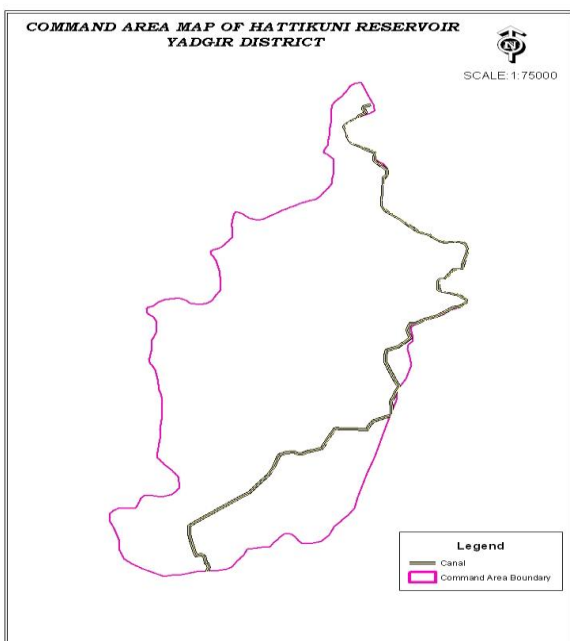 COMMAND AREA MAP OF HATTIKUNI RESERVOIR
YADGIR DISTRICT
N
SCALE: 1:75000
Legend
Canal
Command Area Boundary